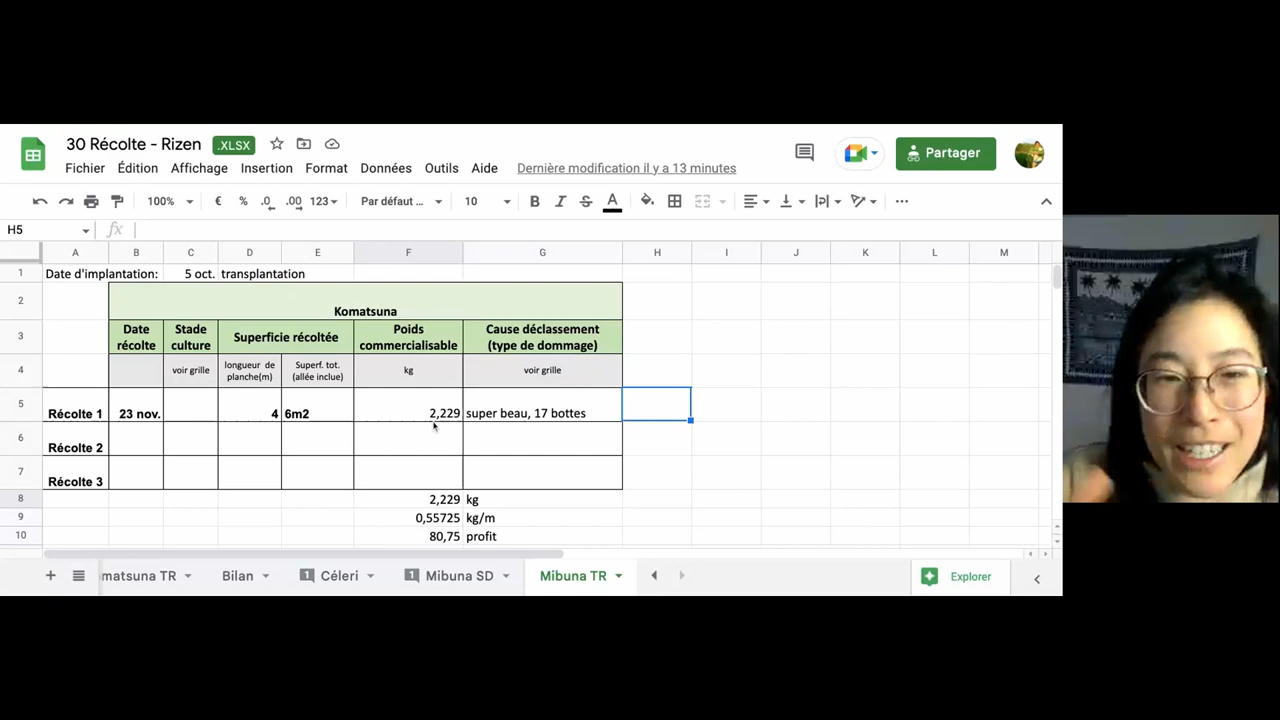 30 Récolte - Rizen .XLSX
Fichier Édition Affichage Insertion Format Données Outils Aide Dernière modification il y a 13 minutes
Partager
100% € % .0 .00 123 Par défaut ... 10 B I S A
H5 fx
A B C D E F G H I J K L M
1 Date d'implantation: 5 oct. transplantation
2 Komatsuna
3 Date récolte Stade culture Superficie récoltée Poids commercialisable Cause déclassement (type de dommage)
4 voir grille longueur de planche(m) Superf. tot. (allée inclue) kg voir grille
5 Récolte 1 23 nov. 4 6m2 2,229 super beau, 17 bottes
6 Récolte 2
7 Récolte 3
8 2,229 kg
9 0,55725 kg/m
10 80,75 profit
matsuna TR Bilan 1 Céleri 1 Mibuna SD Mibuna TR Explorer